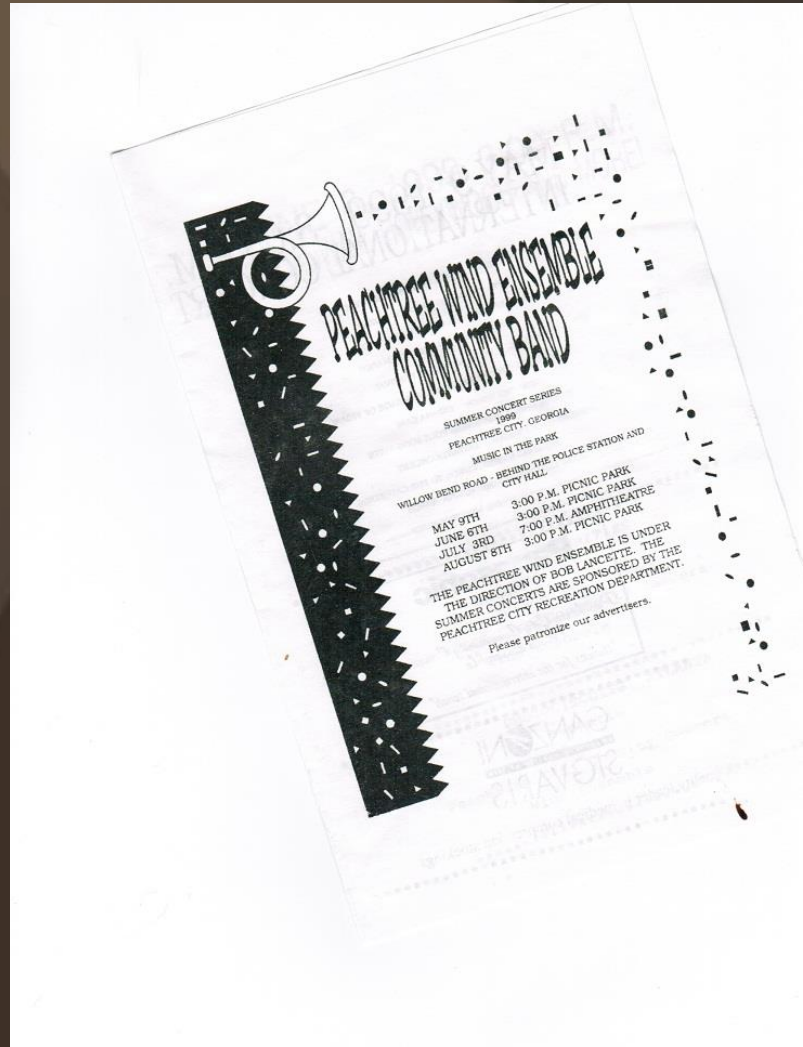 PEACHTREE WIND ENSEMBLE
COMMUNITY BAND
SUMMER CONCERT SERIES
1999
PEACHTREE CITY, GEORGIA
MUSIC IN THE PARK
WILLOW BEND ROAD - BEHIND THE POLICE STATION AND
CITY HALL
MAY 9TH 3:00 P.M. PICNIC PARK
JUNE 6TH 3:00 P.M. PICNIC PARK
JULY 3RD 7:00 P.M. AMPHITHEATRE
AUGUST 8TH 3:00 P.M. PICNIC PARK
THE PEACHTREE WIND ENSEMBLE IS UNDER
THE DIRECTION OF BOB LANCETTE. THE
SUMMER CONCERTS ARE SPONSORED BY THE
PEACHTREE CITY RECREATION DEPARTMENT.
Please patronize our advertisers.
GANZONI
SIGVARIS